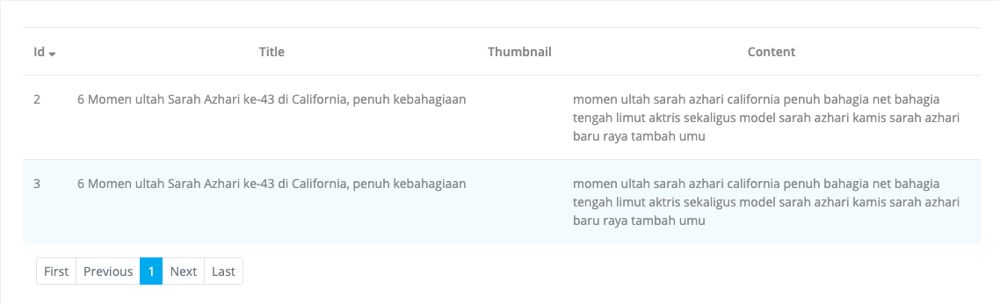 Id Title Thumbnail Content
2 6 Momen ultah Sarah Azhari ke-43 di California, penuh kebahagiaan momen ultah sarah azhari california penuh bahagia net bahagia
tengah limut aktris sekaligus model sarah azhari kamis sarah azhari
baru raya tambah umu
3 6 Momen ultah Sarah Azhari ke-43 di California, penuh kebahagiaan momen ultah sarah azhari california penuh bahagia net bahagia
tengah limut aktris sekaligus model sarah azhari kamis sarah azhari
baru raya tambah umu
First Previous 1 Next Last